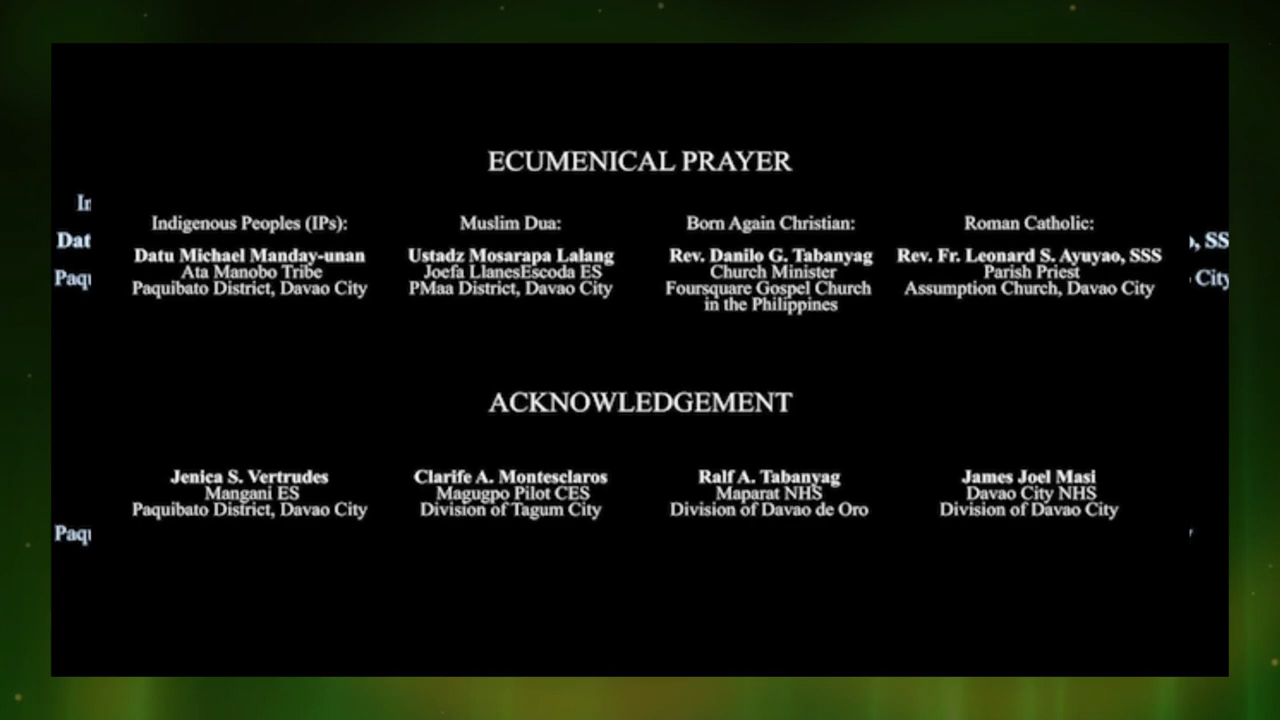 ECUMENICAL PRAYER
Indigenous Peoples (IPs):
Datu Michael Manday-unan
Ata Manobo Tribe
Paquibato District, Davao City
Muslim Dua:
Ustadz Mosarapa Lalang
Joefa LlanesEscoda ES
PMaa District, Davao City
Born Again Christian:
Rev. Danilo G. Tabanyag
Church Minister
Foursquare Gospel Church
in the Philippines
Roman Catholic:
Rev. Fr. Leonard S. Ayuyao, SSS
Parish Priest
Assumption Church, Davao City
ACKNOWLEDGEMENT
Jenica S. Vertrudes
Mangani ES
Paquibato District, Davao City
Clarife A. Montesclaros
Magugpo Pilot CES
Division of Tagum City
Ralf A. Tabanyag
Maparat NHS
Division of Davao de Oro
James Joel Masi
Davao City NHS
Division of Davao City